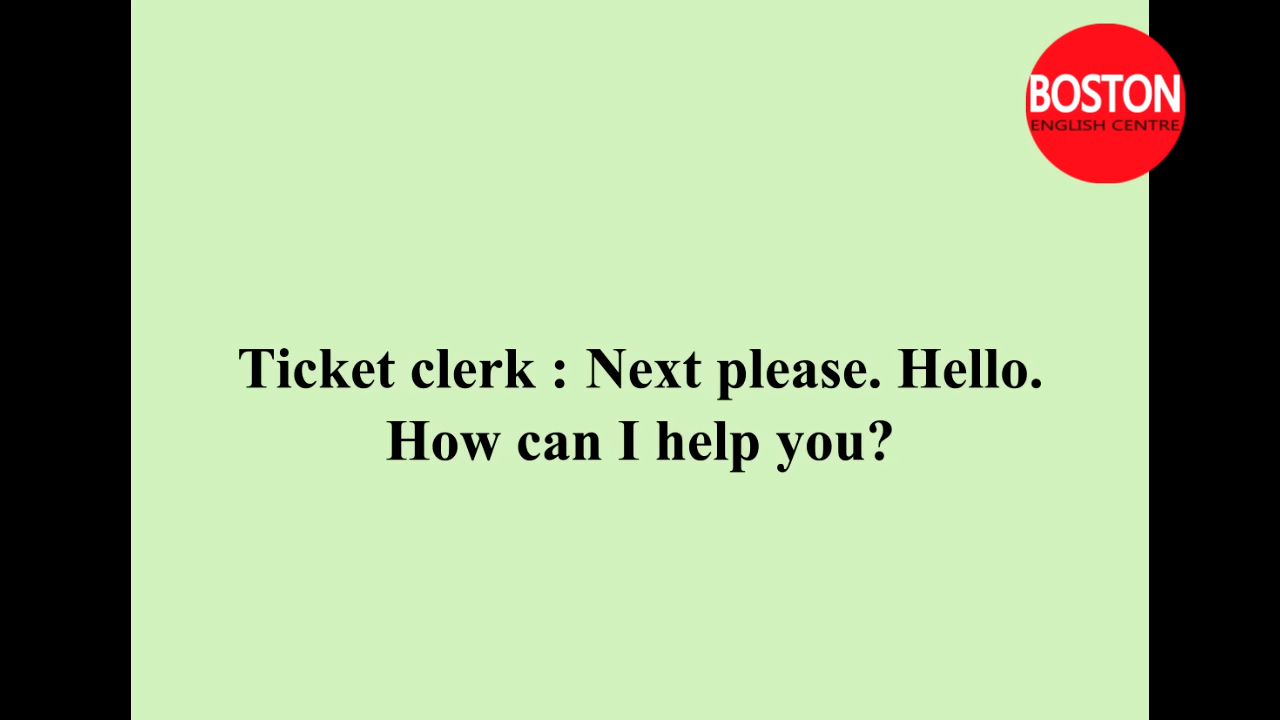 BOSTON
ENGLISH CENTRE
Ticket clerk : Next please. Hello.
How can I help you?